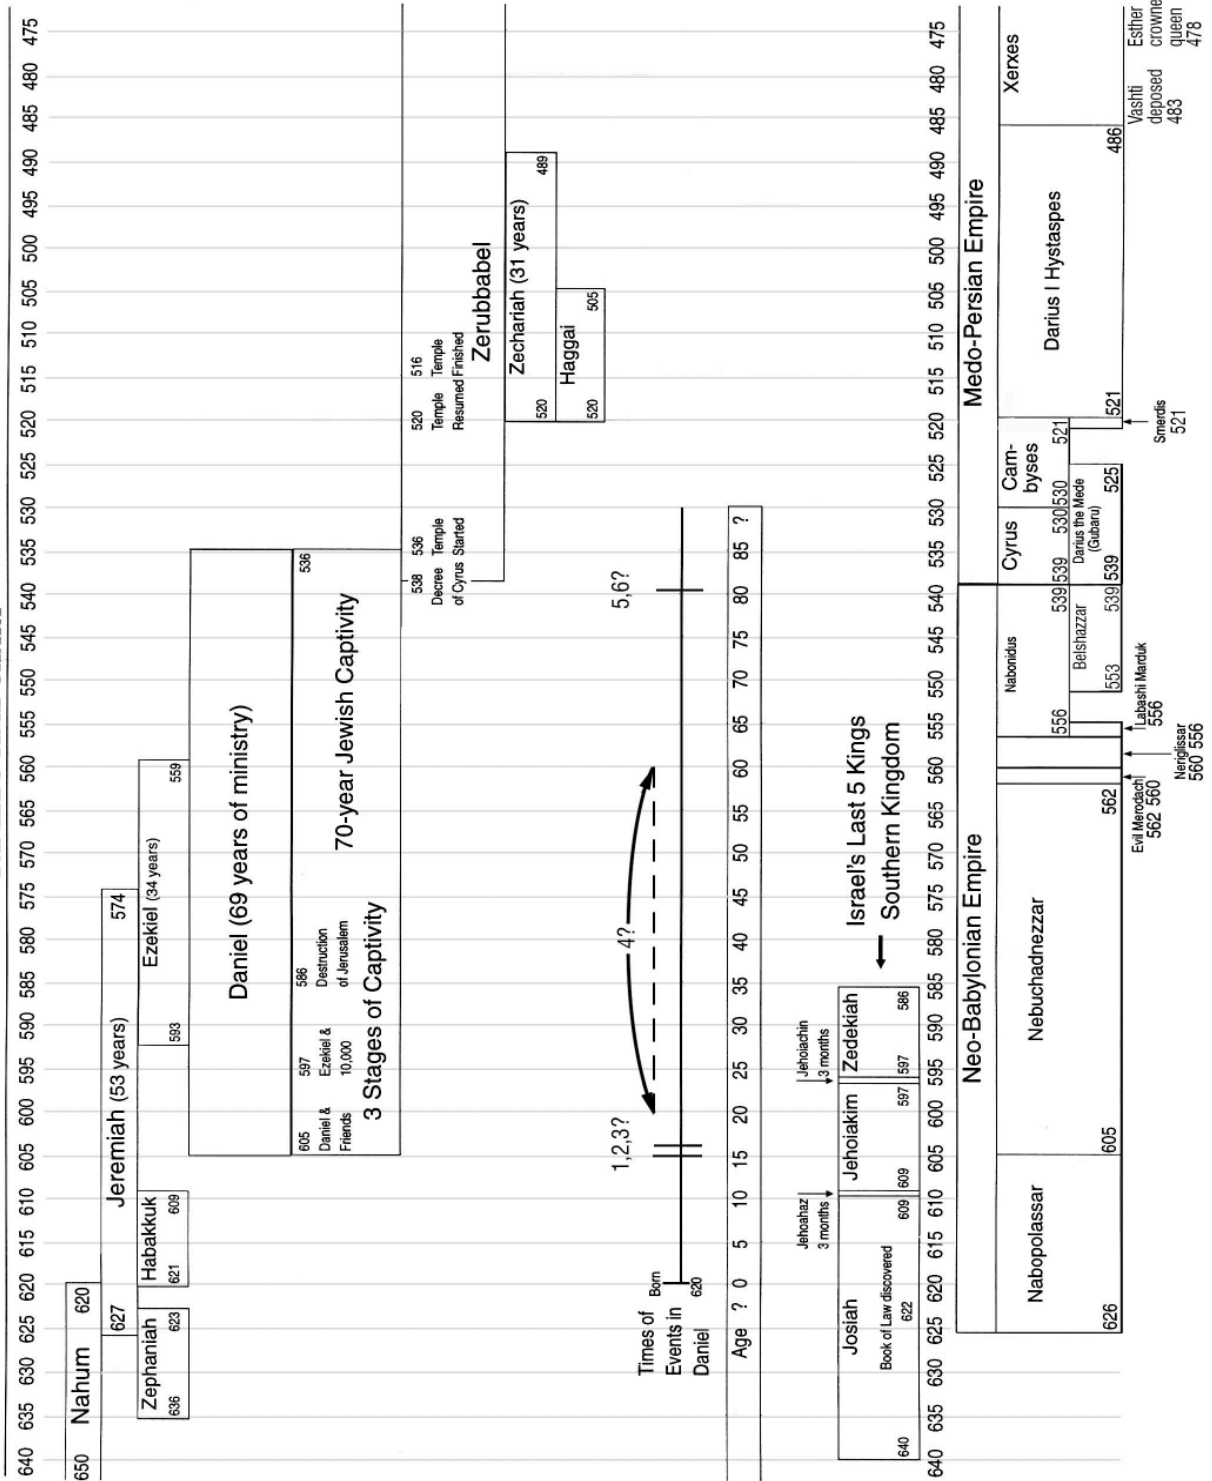 640 635 630 625 620 615 610 605 600 595 590 585 580 575 570 565 560 555 550 545 540 535 530 525 520 515 510 505 500 495 490 485 480 475
650 Nahum 620
627 Jeremiah (53 years) 574
Zephaniah
636 623
Habakkuk
621 609
Ezekiel (34 years)
593 559
Daniel (69 years of ministry)
605 597 586 536
Daniel & Ezekiel & Destruction
Friends 10,000 of Jerusalem
70-year Jewish Captivity
3 Stages of Captivity
538 536 520 516
Decree Temple Temple Temple
of Cyrus Started Resumed Finished
Zerubbabel
Zechariah (31 years)
520 489
Haggai
520 505
1,2,3? 4? 5,6?
Times of
Events in
Daniel
Born
620
Age ? 0 5 10 15 20 25 30 35 40 45 50 55 60 65 70 75 80 85 ?
Jehoahaz
3 months
Jehoiachin
3 months
Josiah
Book of Law discovered
622
640 609
Jehoiakim
609 597
Zedekiah
597 586
Israel's Last 5 Kings
Southern Kingdom
640 635 630 625 620 615 610 605 600 595 590 585 580 575 570 565 560 555 550 545 540 535 530 525 520 515 510 505 500 495 490 485 480 475
Neo-Babylonian Empire
Medo-Persian Empire
Nabopolassar
626
Nebuchadnezzar
605 562
Evil Merodach
562 560
Neriglissar
560 556
Labashi Marduk
556
Nabonidus
556 539
Belshazzar
553 539
Cyrus
539 530
Cam-
byses
530 521
Darius the Mede
(Gubaru)
539 525
Smerdis
521
Darius I Hystaspes
521 486
Xerxes
Vashti
deposed
483
Esther
crowne
queen
478